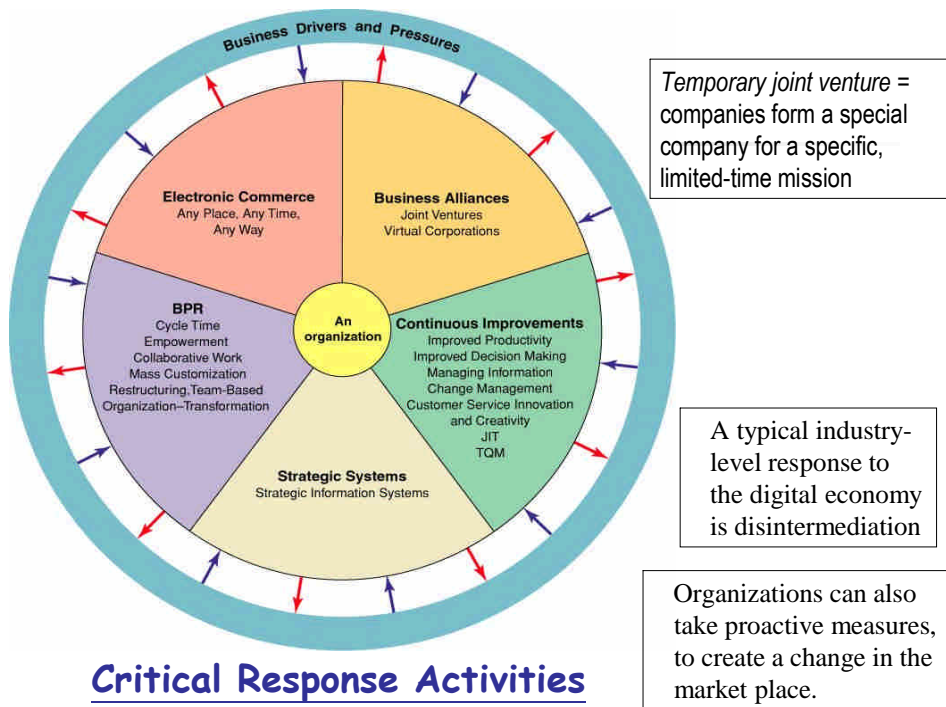 Business Drivers and Pressures
Electronic Commerce
Any Place, Any Time,
Any Way
Business Alliances
Joint Ventures
Virtual Corporations
BPR
Cycle Time
Empowerment
Collaborative Work
Mass Customization
Restructuring,Team-Based
Organization–Transformation
An
organization
Continuous Improvements
Improved Productivity
Improved Decision Making
Managing Information
Change Management
Customer Service Innovation
and Creativity
JIT
TQM
Strategic Systems
Strategic Information Systems
Temporary joint venture =
companies form a special
company for a specific,
limited-time mission
A typical industry-
level response to
the digital economy
is disintermediation
Organizations can also
take proactive measures,
to create a change in the
market place.
Critical Response Activities